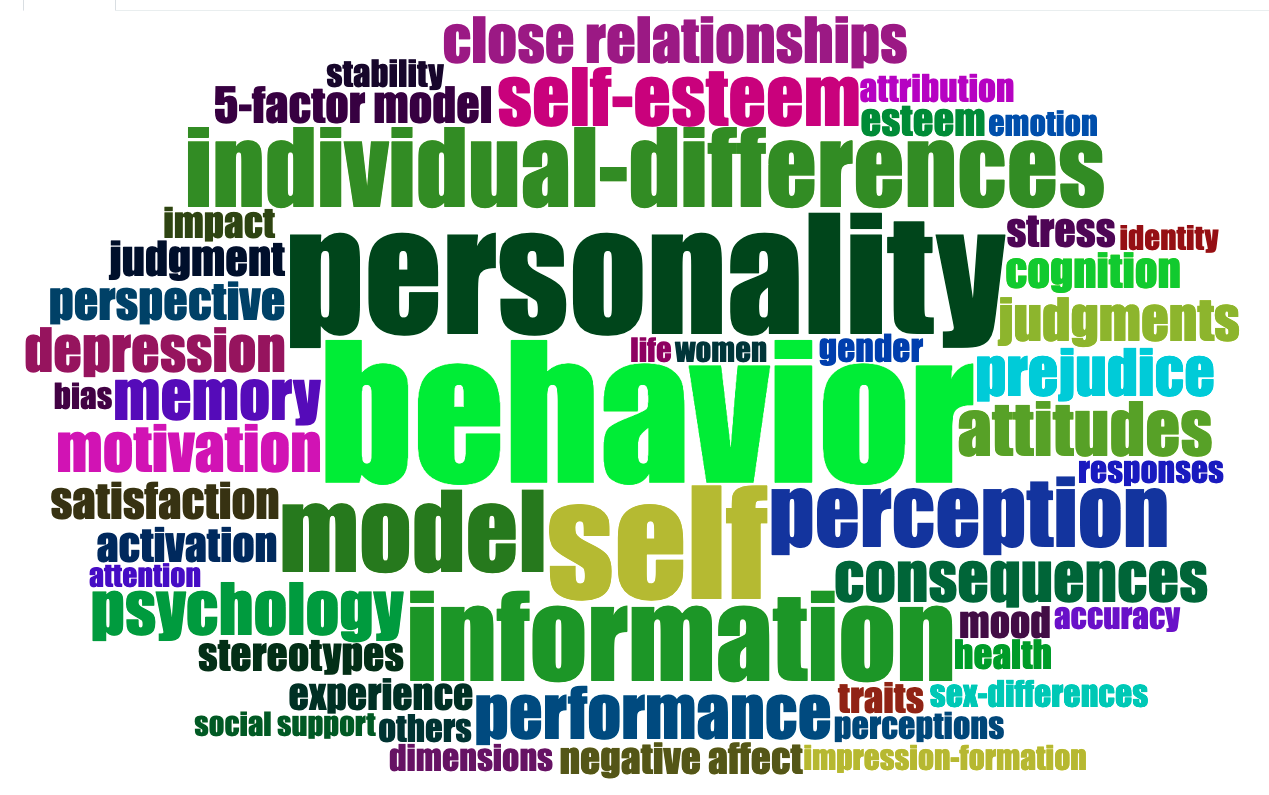 close relationships
stability
5-factor model
self-esteem
attribution
esteem
emotion
individual-differences
impact
judgment
personality
stress
identity
cognition
perspective
judgments
depression
life
women
gender
prejudice
bias
memory
behavior
attitudes
motivation
responses
satisfaction
model
self
perception
activation
attention
consequences
psychology
information
mood
accuracy
stereotypes
health
experience
performance
traits
sex-differences
social support
others
perceptions
dimensions
negative affect
impression-formation